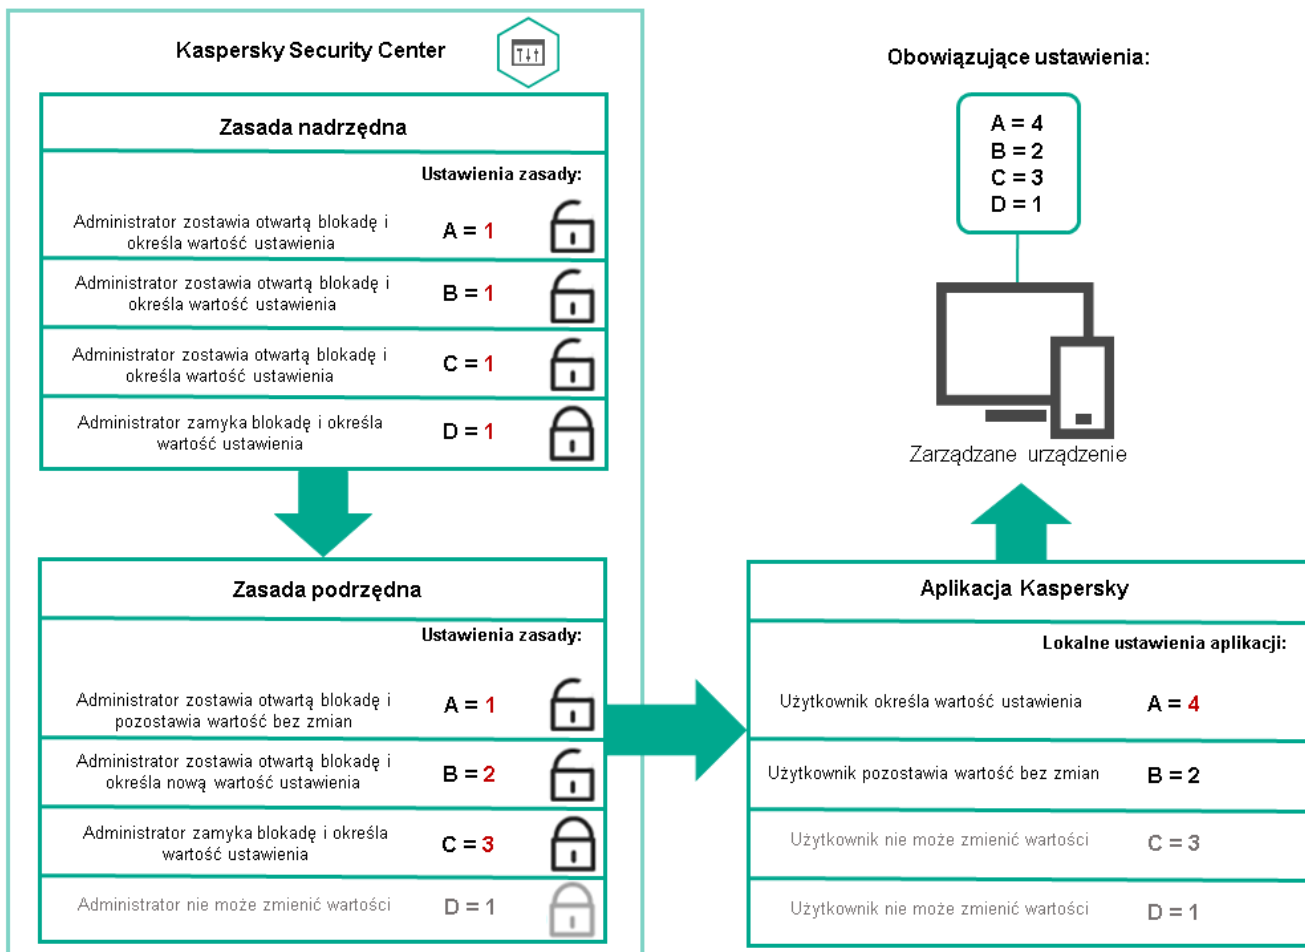 Kaspersky Security Center
Zasada nadrzędna
Ustawienia zasady:
Administrator zostawia otwartą blokadę i
określa wartość ustawienia
A = 1
Administrator zostawia otwartą blokadę i
określa wartość ustawienia
B = 1
Administrator zostawia otwartą blokadę i
określa wartość ustawienia
C = 1
Administrator zamyka blokadę i określa
wartość ustawienia
D = 1
Zasada podrzędna
Ustawienia zasady:
Administrator zostawia otwartą blokadę i
pozostawia wartość bez zmian
A = 1
Administrator zostawia otwartą blokadę i
określa nową wartość ustawienia
B = 2
Administrator zamyka blokadę i określa
wartość ustawienia
C = 3
Administrator nie może zmienić wartości
D = 1
Obowiązujące ustawienia:
A = 4
B = 2
C = 3
D = 1
Zarządzane urządzenie
Aplikacja Kaspersky
Lokalne ustawienia aplikacji:
Użytkownik określa wartość ustawienia
A = 4
Użytkownik pozostawia wartość bez zmian
B = 2
Użytkownik nie może zmienić wartości
C = 3
Użytkownik nie może zmienić wartości
D = 1